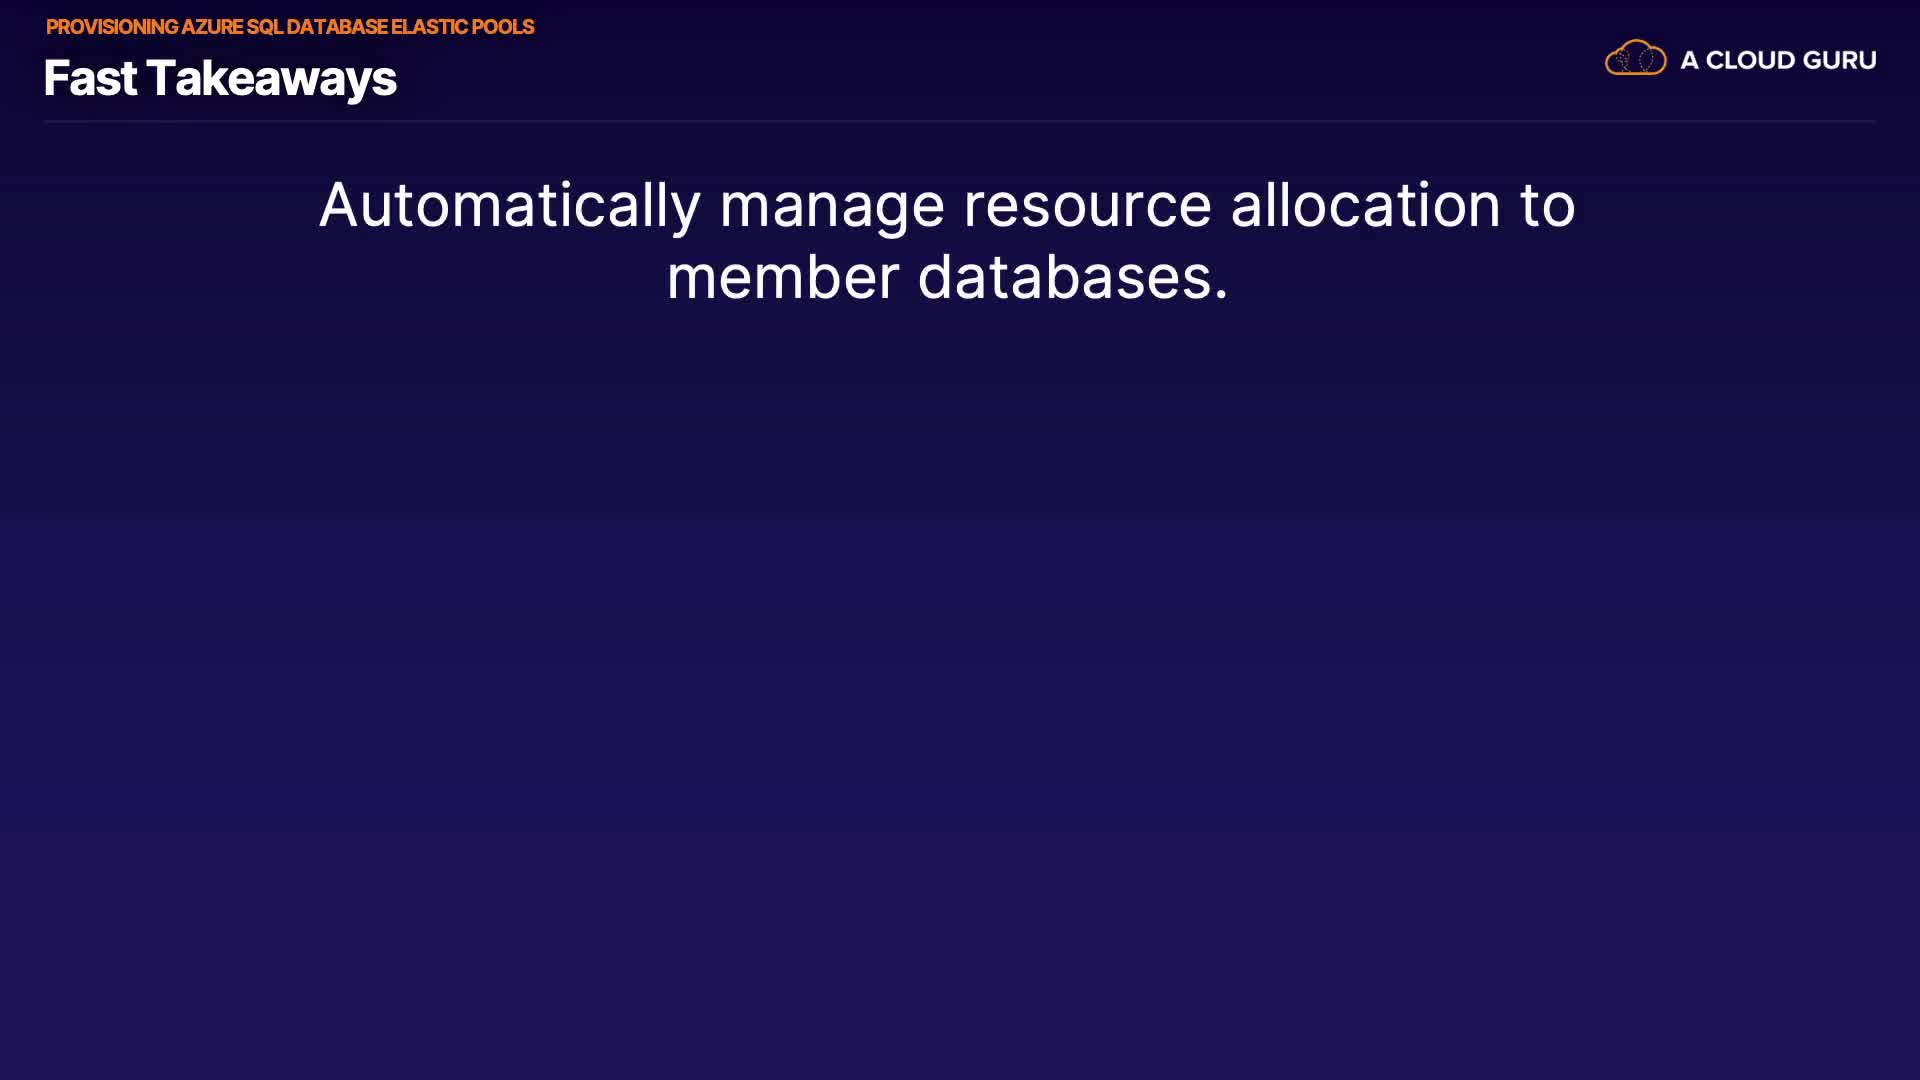 PROVISIONING AZURE SQL DATABASE ELASTIC POOLS
Fast Takeaways
A CLOUD GURU
Automatically manage resource allocation to
member databases.